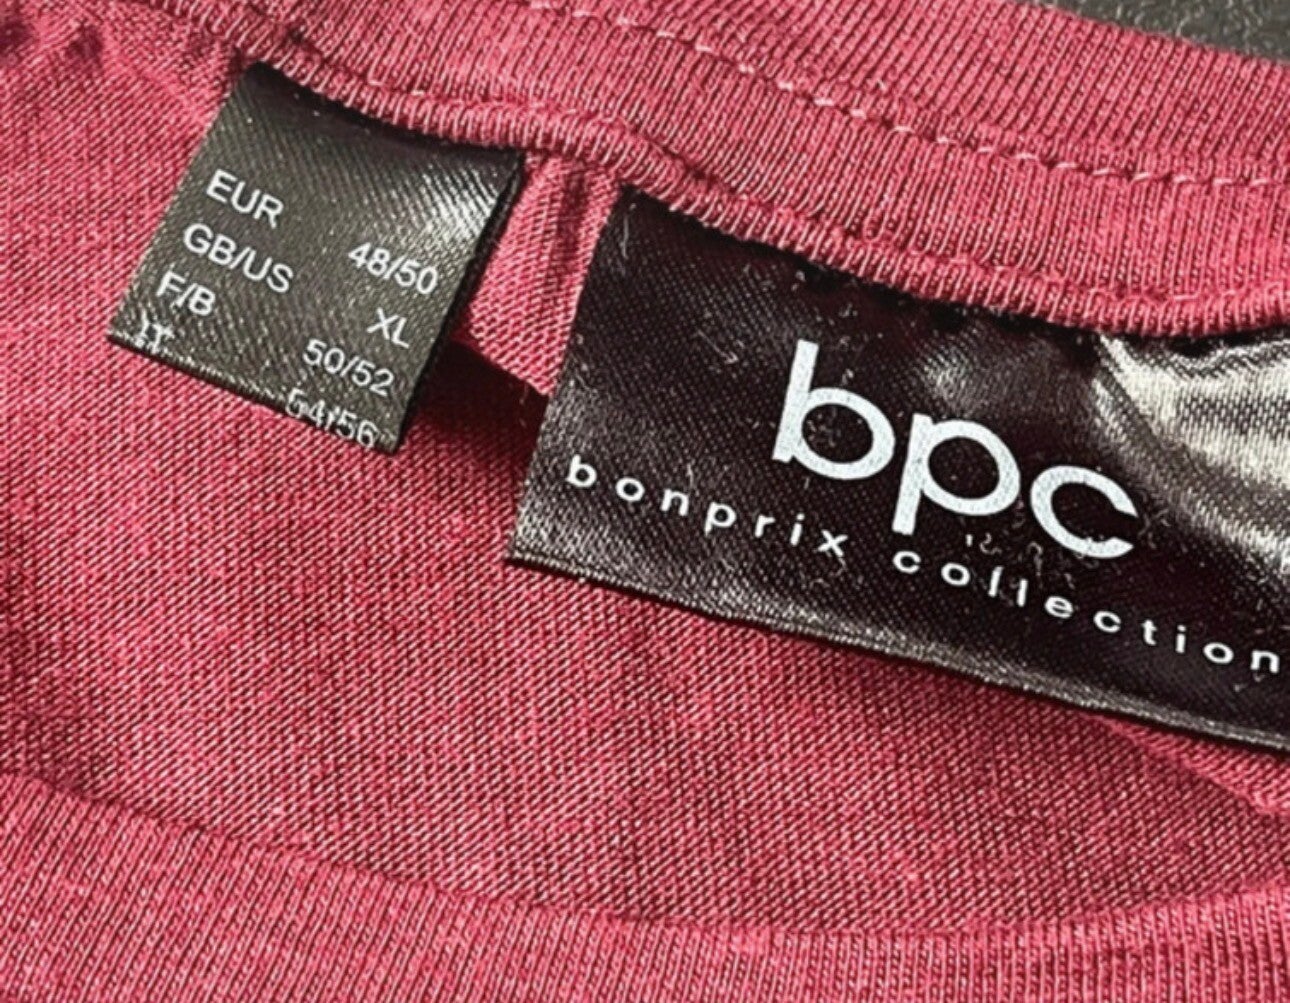 EUR 48/50
GB/US XL
F/B 50/52
IT 54/56
bpc
bonprix collection